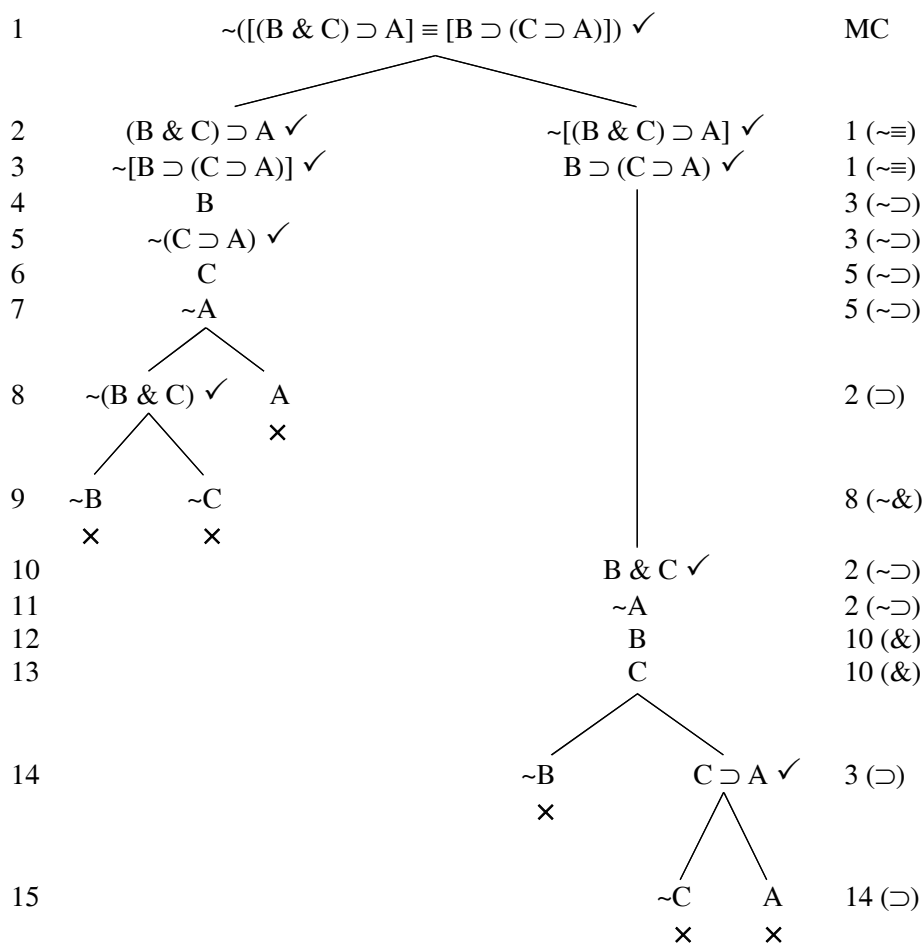 1 ~([(B & C) ⊃ A] ≡ [B ⊃ (C ⊃ A)]) ✓ MC
2 (B & C) ⊃ A ✓ ~[(B & C) ⊃ A] ✓ 1 (~≡)
3 ~[B ⊃ (C ⊃ A)] ✓ B ⊃ (C ⊃ A) ✓ 1 (~≡)
4 B 3 (~⊃)
5 ~(C ⊃ A) ✓ 3 (~⊃)
6 C 5 (~⊃)
7 ~A 5 (~⊃)
8 ~(B & C) ✓ A 2 (⊃)
×
9 ~B ~C 8 (~&)
× ×
10 B & C ✓ 2 (~⊃)
11 ~A 2 (~⊃)
12 B 10 (&)
13 C 10 (&)
14 ~B C ⊃ A ✓ 3 (⊃)
×
15 ~C A 14 (⊃)
× ×